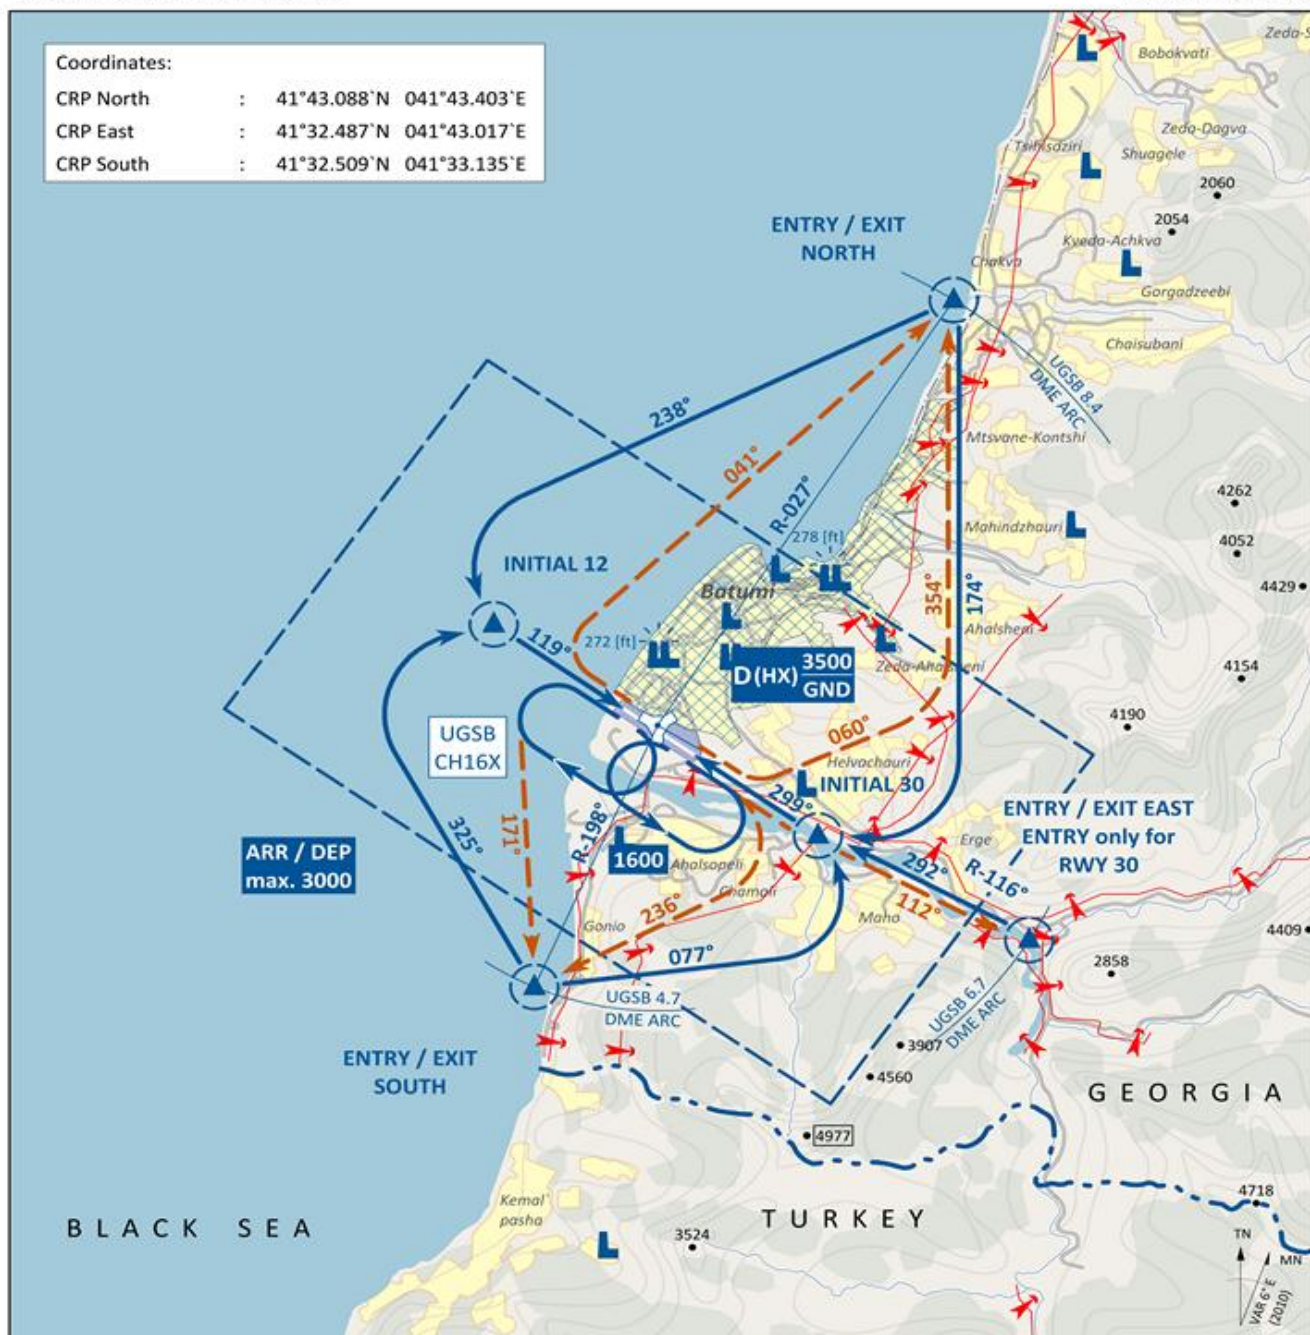 Coordinates:
CRP North : 41°43.088`N 041°43.403`E
CRP East : 41°32.487`N 041°43.017`E
CRP South : 41°32.509`N 041°33.135`E
Bobokvati
Zeda-Dagva
Tsihisdziri
Shuagele
2060
2054
ENTRY / EXIT
NORTH
Kveda-Achkva
Chakva
Gorgadzeebi
Chaisubani
UGSB 8.4
DME ARC
238°
041°
R-027°
Mtsvane-Kontshi
4262
Mahindzhauri
278 [ft]
4052
INITIAL 12
4429
Batumi
354°
174°
119°
272 [ft]
Ahalsheni
Zeda-Ahalsheni
4154
D(HX) 3500
GND
4190
UGSB
CH16X
060°
Helvachauri
INITIAL 30
299°
ENTRY / EXIT EAST
ENTRY only for
RWY 30
325°
171°
R-198°
Erge
ARR / DEP
max. 3000
1600
Ahalsopeli
292°
R-116°
Chamoli
112°
236°
Maho
Gonio
4409
077°
2858
UGSB 4.7
DME ARC
UGSB 6.7
DME ARC
ENTRY / EXIT
SOUTH
3907
4560
GEORGIA
4977
Kemal'
pasha
4718
BLACK SEA
TURKEY
3524
TN
MN
VAR 6° E
(2010)